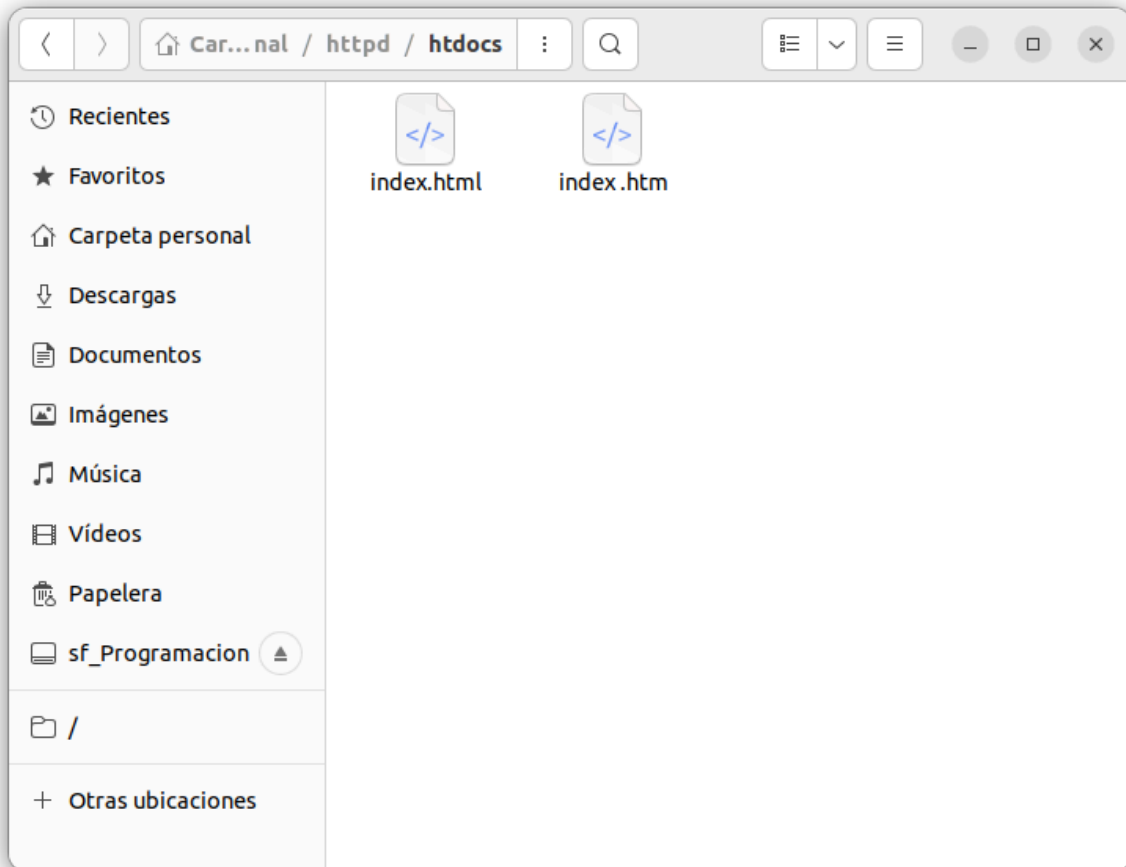 Car...nal / httpd / htdocs
Recientes
Favoritos
Carpeta personal
Descargas
Documentos
Imágenes
Música
Vídeos
Papelera
sf_Programacion
/
Otras ubicaciones
</> </>
index.html index.htm